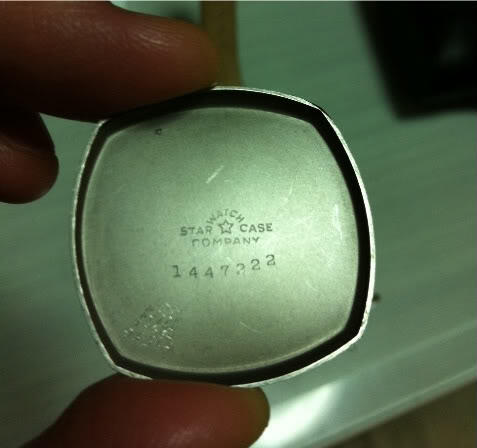 WATCH
STAR CASE
COMPANY
1447222